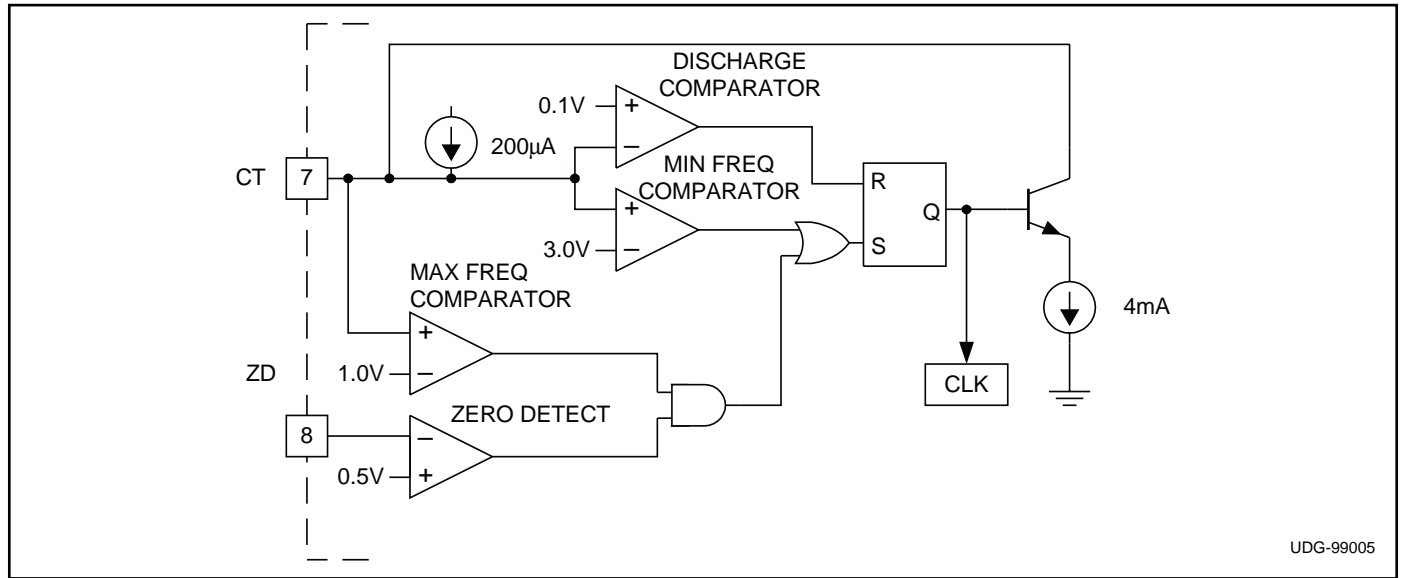 DISCHARGE
COMPARATOR
0.1V
+
−
200µA
CT
7
MIN FREQ
COMPARATOR
+
3.0V
−
R
S
Q
MAX FREQ
COMPARATOR
+
1.0V
−
4mA
CLK
ZD
8
ZERO DETECT
−
0.5V
+
UDG-99005